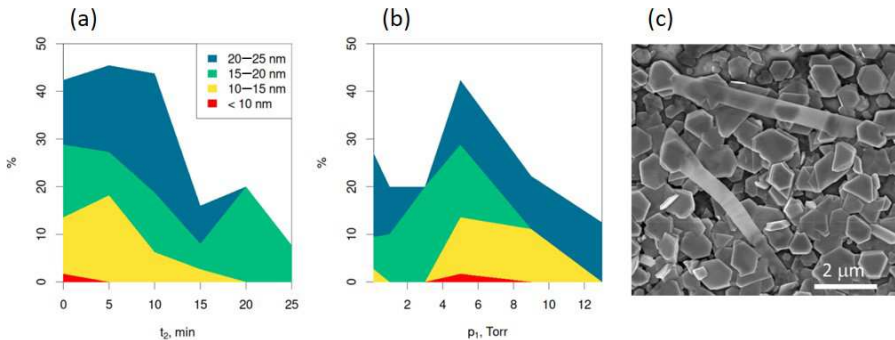 (a)
50
40
30
20
10
0
%
0 5 10 15 20 25
t2, min
20—25 nm
15—20 nm
10—15 nm
< 10 nm
(b)
50
40
30
20
10
0
%
2 4 6 8 10 12
p1, Torr
(c)
2 μm